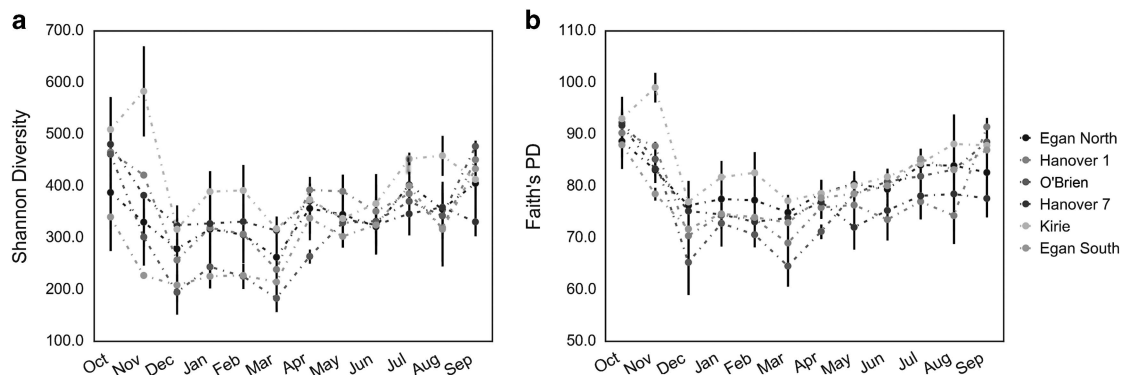 a
Shannon Diversity
700.0
600.0
500.0
400.0
300.0
200.0
100.0
Oct
Nov
Dec
Jan
Feb
Mar
Apr
May
Jun
Jul
Aug
Sep
b
Faith's PD
110.0
100.0
90.0
80.0
70.0
60.0
50.0
Oct
Nov
Dec
Jan
Feb
Mar
Apr
May
Jun
Jul
Aug
Sep
Egan North
Hanover 1
O'Brien
Hanover 7
Kirie
Egan South